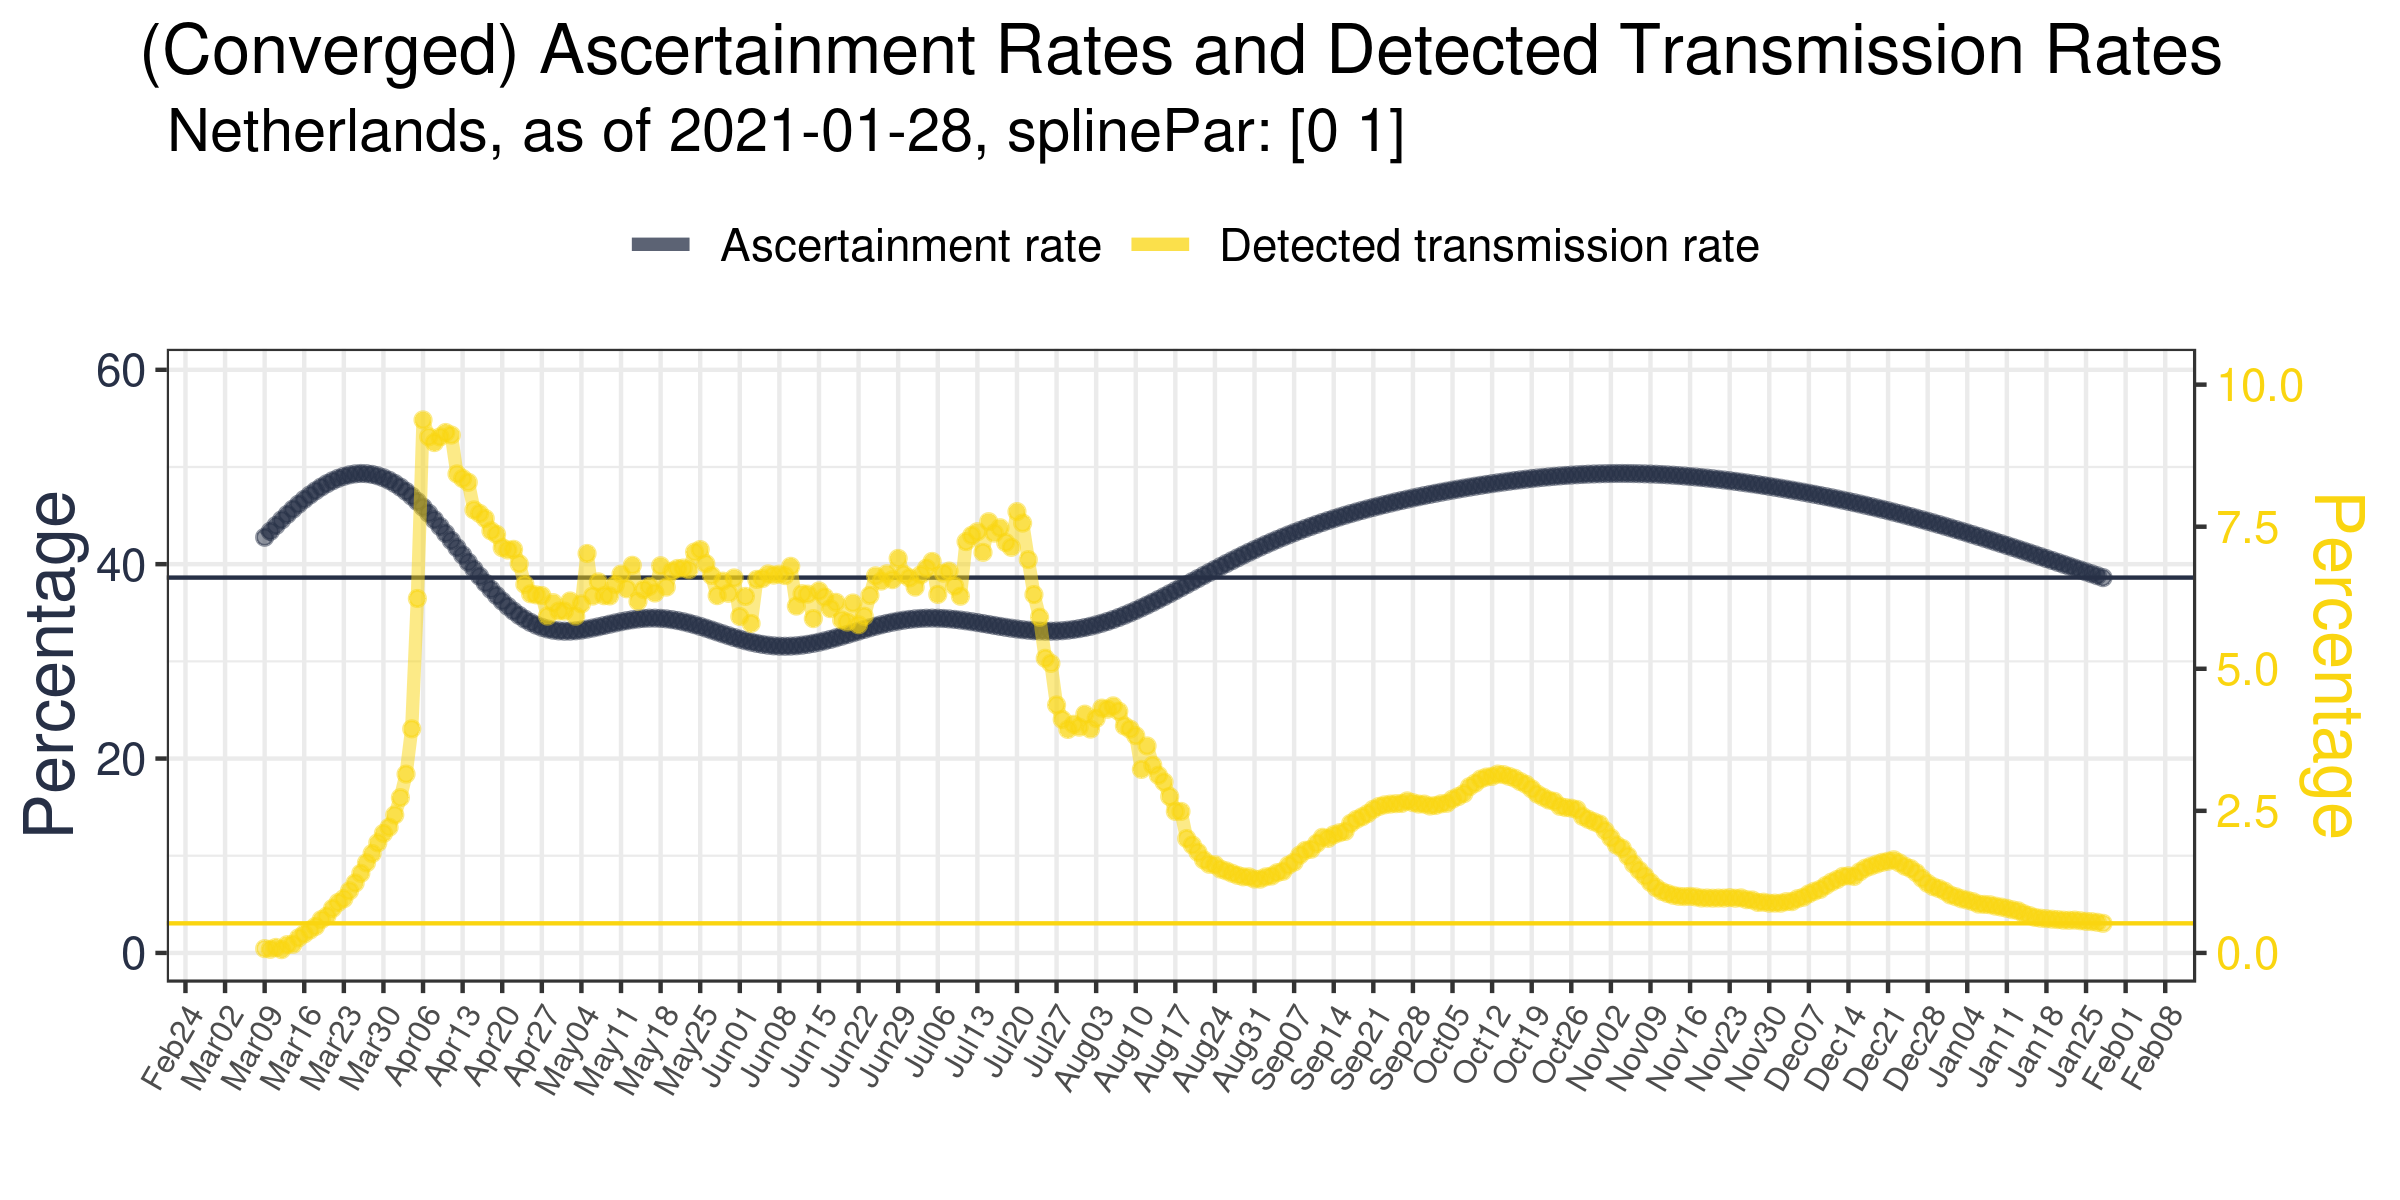 (Converged) Ascertainment Rates and Detected Transmission Rates
Netherlands, as of 2021-01-28, splinePar: [0 1]
Ascertainment rate Detected transmission rate
Percentage
60
40
20
0
10.0
7.5
5.0
2.5
0.0
Percentage
Feb24 Mar02 Mar09 Mar16 Mar23 Mar30 Apr06 Apr13 Apr20 Apr27 May04 May11 May18 May25 Jun01 Jun08 Jun15 Jun22 Jun29 Jul06 Jul13 Jul20 Jul27 Aug03 Aug10 Aug17 Aug24 Aug31 Sep07 Sep14 Sep21 Sep28 Oct05 Oct12 Oct19 Oct26 Nov02 Nov09 Nov16 Nov23 Nov30 Dec07 Dec14 Dec21 Dec28 Jan04 Jan11 Jan18 Jan25 Feb01 Feb08